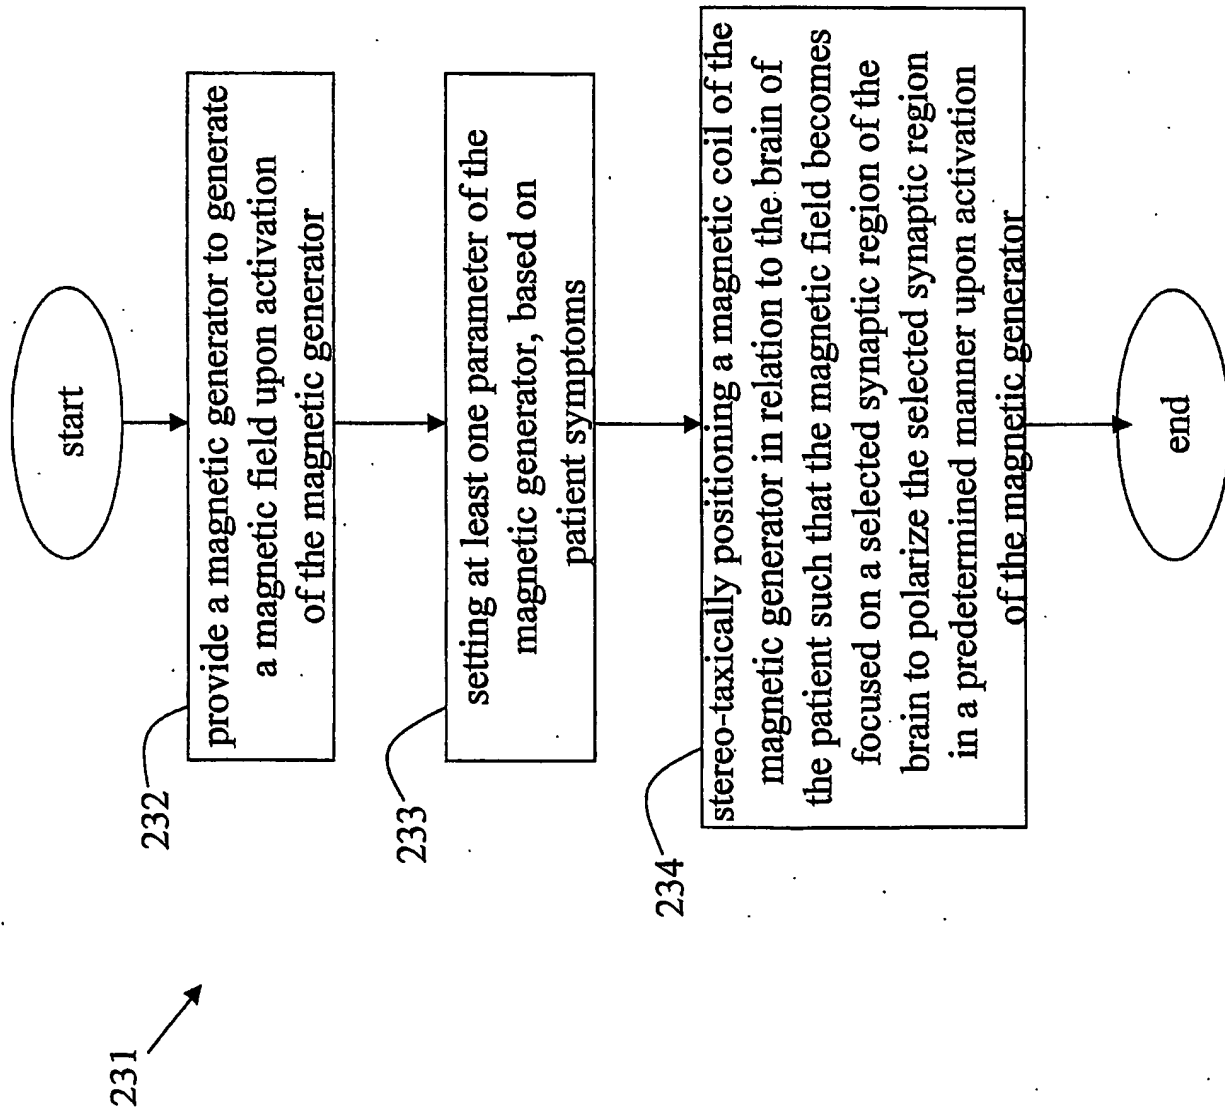 231
start
232
provide a magnetic generator to generate
a magnetic field upon activation
of the magnetic generator
233
setting at least one parameter of the
magnetic generator, based on
patient symptoms
234
stereo-taxically positioning a magnetic coil of the
magnetic generator in relation to the brain of
the patient such that the magnetic field becomes
focused on a selected synaptic region of the
brain to polarize the selected synaptic region
in a predetermined manner upon activation
of the magnetic generator
end